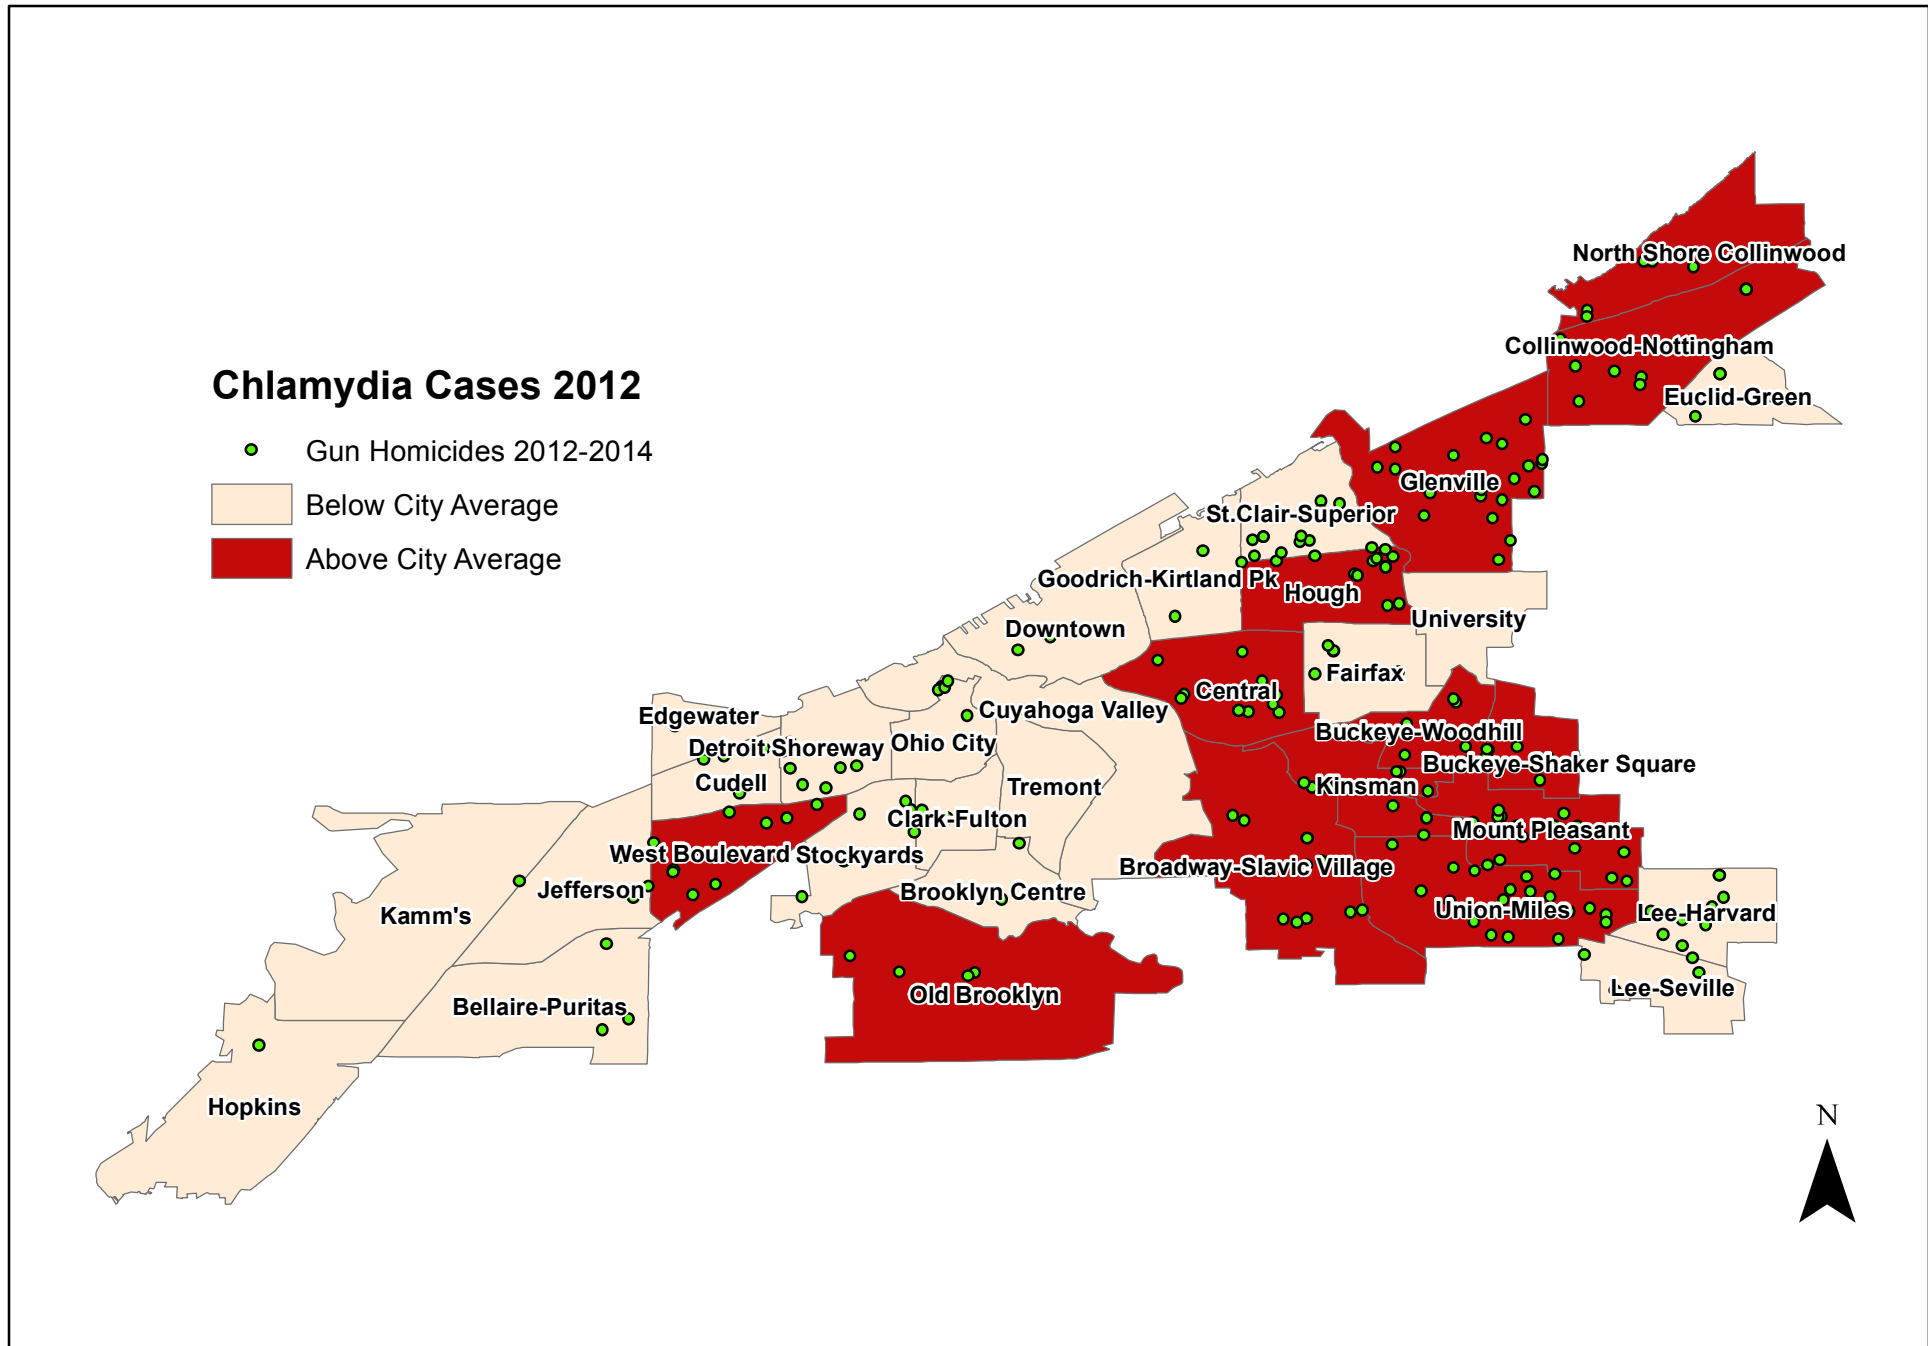 North Shore Collinwood
Collinwood-Nottingham
Chlamydia Cases 2012
Euclid-Green
Gun Homicides 2012-2014
Glenville
Below City Average
St.Clair-Superior
Above City Average
Goodrich-Kirtland Pk
Hough
University
Downtown
Fairfax
Central
Cuyahoga Valley
Edgewater
Buckeye-Woodhill
Ohio City
Detroit Shoreway
Buckeye-Shaker Square
Cudell
Kinsman
Tremont
Clark-Fulton
Mount Pleasant
West Boulevard
Stockyards
Broadway-Slavic Village
Jefferson
Brooklyn Centre
Union-Miles
Lee-Harvard
Kamm's
Lee-Seville
Old Brooklyn
Bellaire-Puritas
Hopkins
N